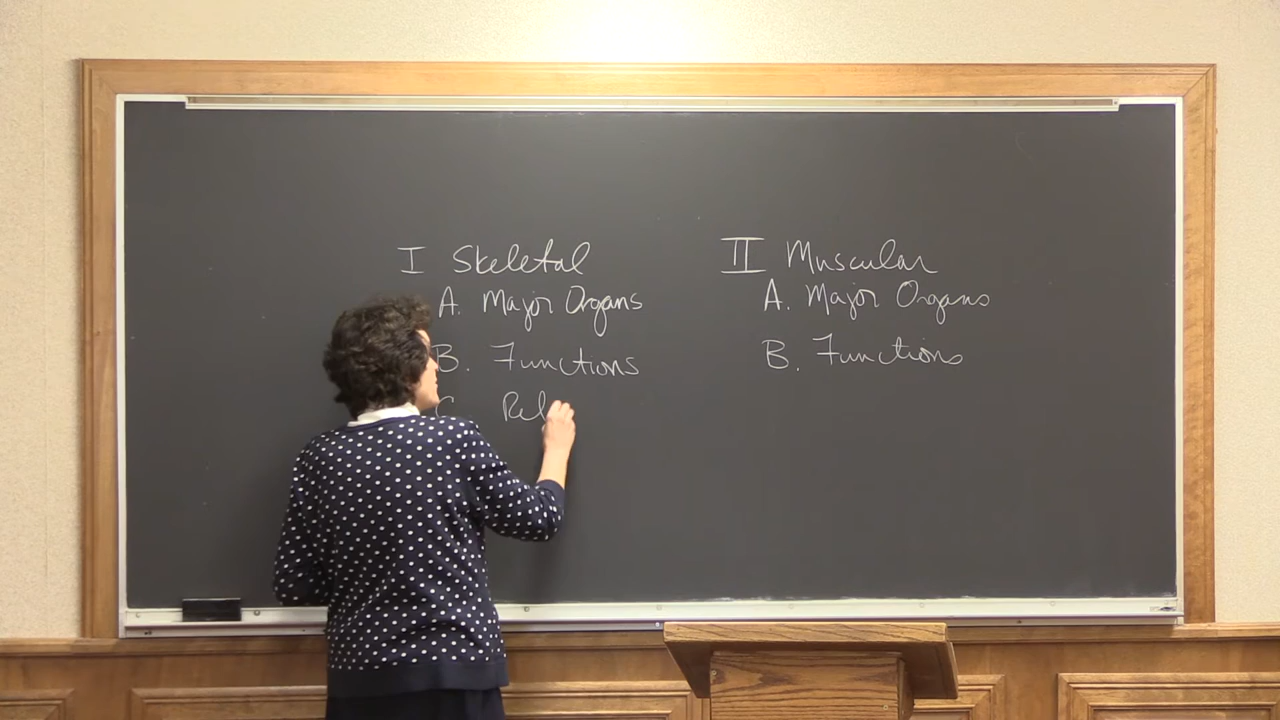 I Skeletal
A. Major Organs
B. Functions
C. Rel
II Muscular
A. Major Organs
B. Functions